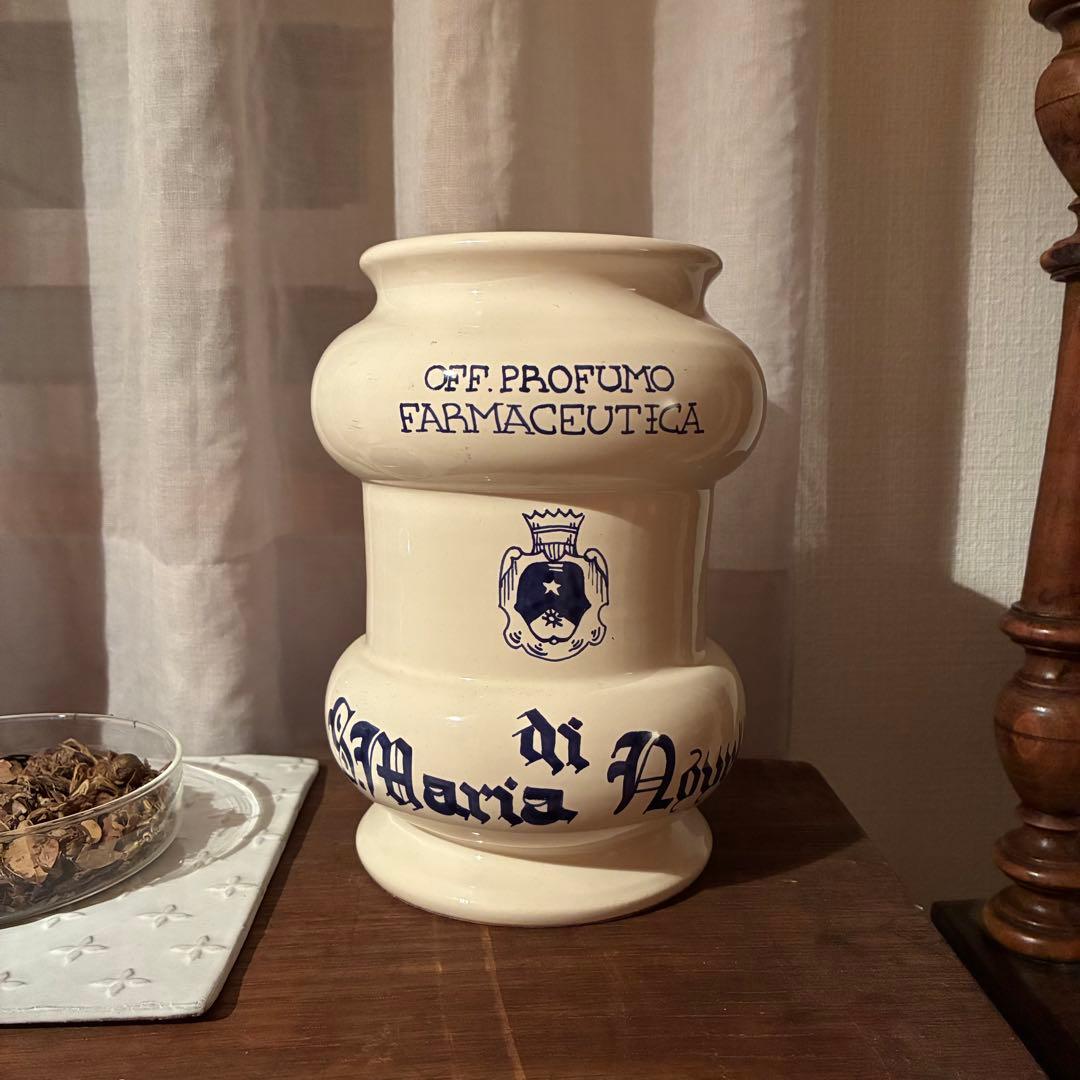 OFF. PROFUMO
FARMACEUTICA
di
S. Maria